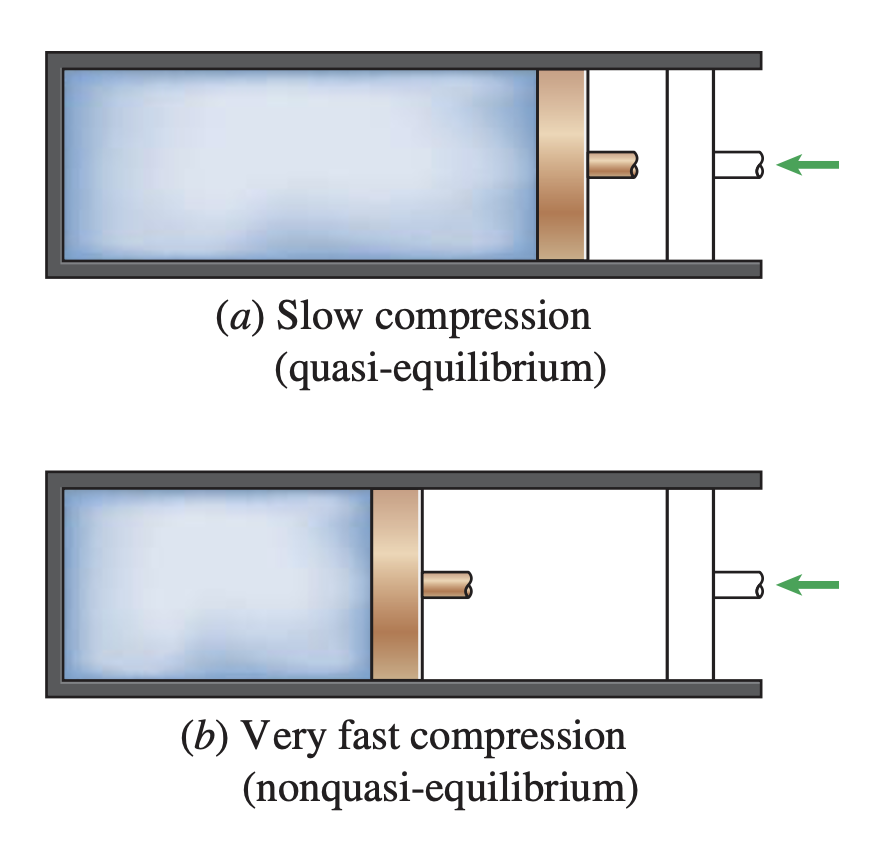 (a) Slow compression
(quasi-equilibrium)
(b) Very fast compression
(nonquasi-equilibrium)